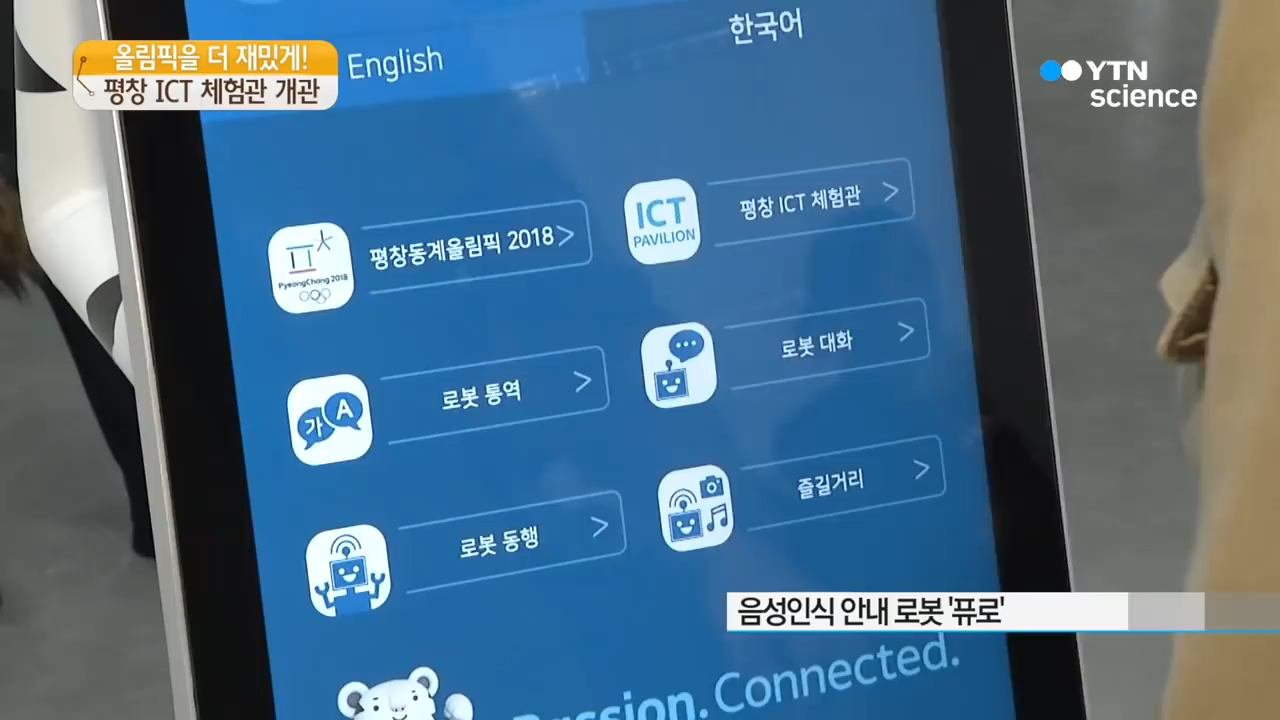 올림픽을 더 재밌게!
평창 ICT 체험관 개관
YTN
science
English
한국어
PyeongChang 2018
평창동계올림픽 2018 >
ICT
PAVILION
평창 ICT 체험관 >
가 A
로봇 통역 >
로봇 대화 >
로봇 동행 >
즐길거리 >
음성인식 안내 로봇 '퓨로'
Passion. Connected.